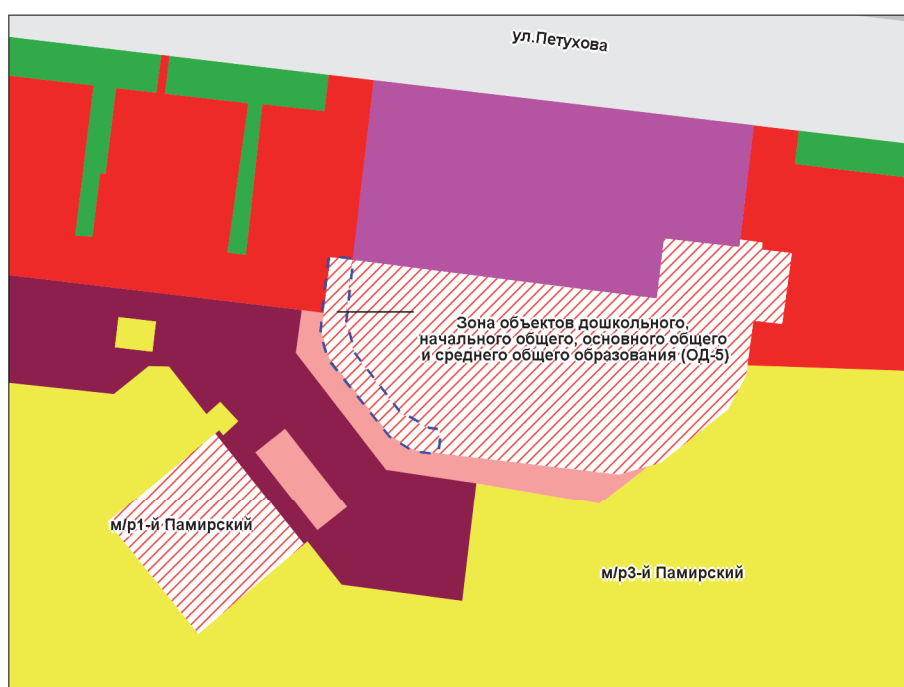 ул.Петухова
Зона объектов дошкольного,
начального общего, основного общего
и среднего общего образования (ОД-5)
м/р1-й Памирский
м/р3-й Памирский